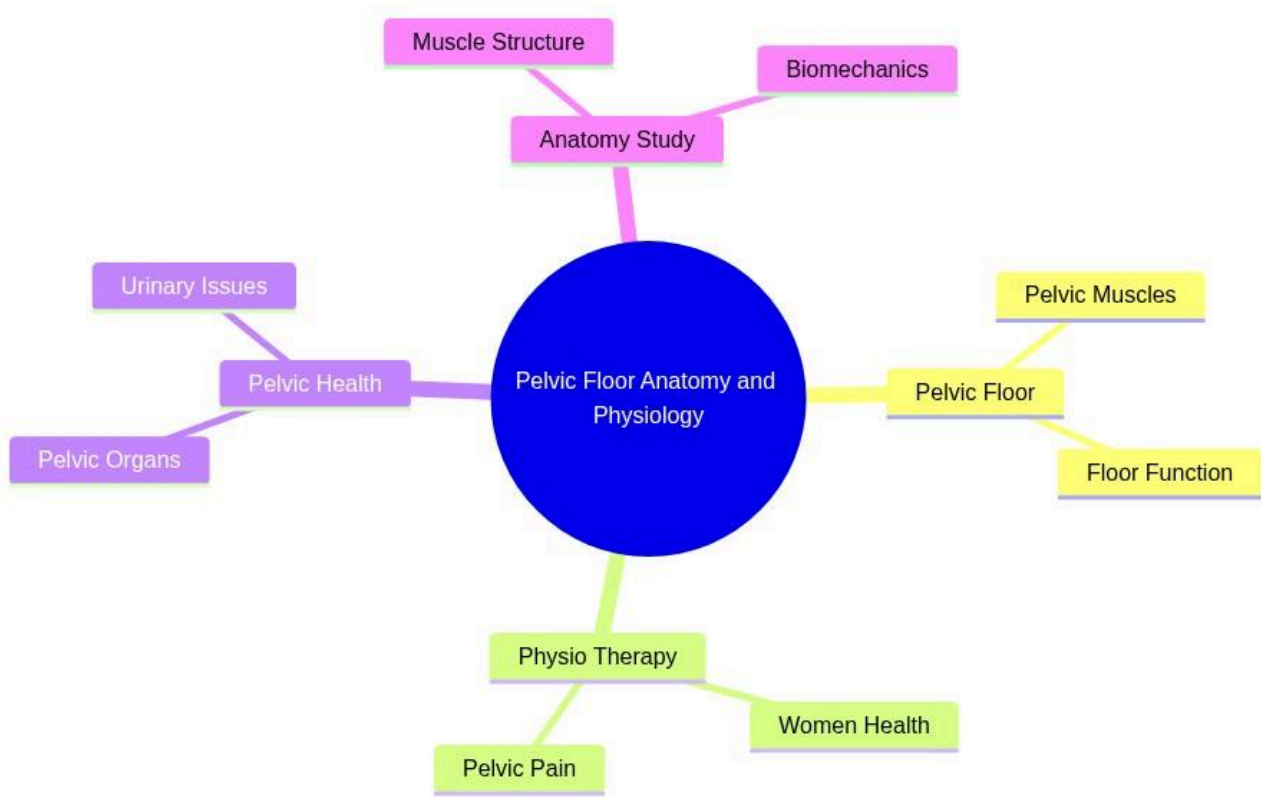 Muscle Structure
Biomechanics
Anatomy Study
Urinary Issues
Pelvic Muscles
Pelvic Health
Pelvic Floor Anatomy and
Physiology
Pelvic Floor
Pelvic Organs
Floor Function
Physio Therapy
Women Health
Pelvic Pain